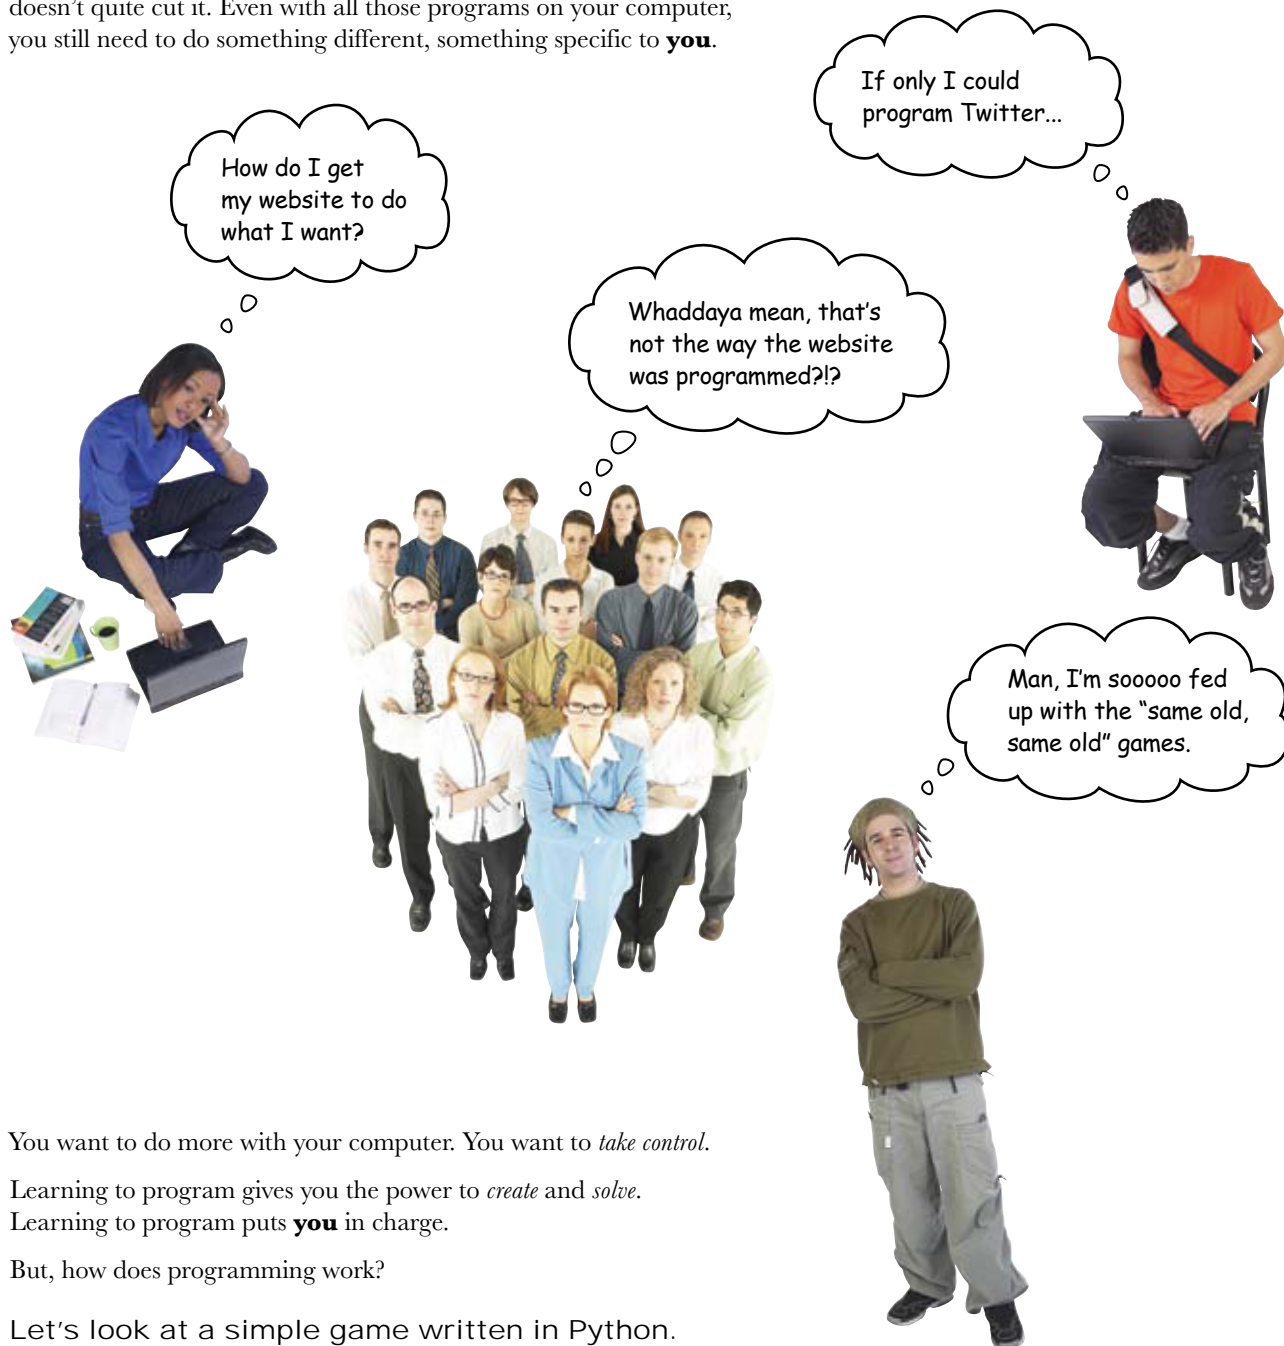 doesn't quite cut it. Even with all those programs on your computer,
you still need to do something different, something specific to you.
If only I could
program Twitter...
How do I get
my website to do
what I want?
Whaddaya mean, that's
not the way the website
was programmed?!?
Man, I'm sooooo fed
up with the “same old,
same old” games.
You want to do more with your computer. You want to take control.
Learning to program gives you the power to create and solve.
Learning to program puts you in charge.
But, how does programming work?
Let's look at a simple game written in Python.